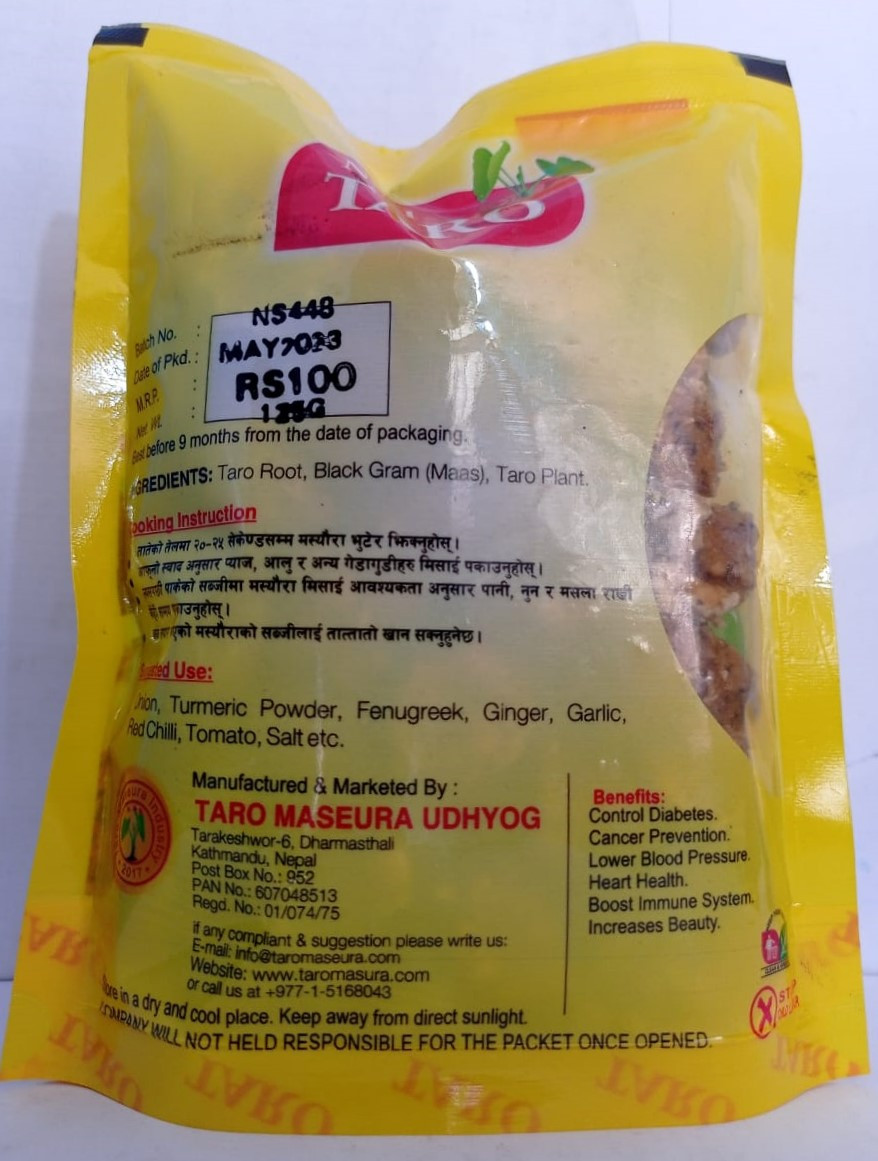 TARO
Batch No. : NS448
Date of Pkd. : MAY2023
M.R.P. : RS100
Net. Wt. : 125G
Best before 9 months from the date of packaging.
INGREDIENTS: Taro Root, Black Gram (Maas), Taro Plant.
Cooking Instruction
तातेको तेलमा २०-२५ सेकेण्डसम्म मस्यौरा भुटेर झिक्नुहोस्।
आफ्नो स्वाद अनुसार प्याज, आलु र अन्य गेडागुडीहरु मिसाई पकाउनुहोस्।
पाकेको सब्जीमा मस्यौरा मिसाई आवश्यकता अनुसार पानी, नुन र मसला राखी
पकाउनुहोस्।
मस्यौराको सब्जीलाई तात्तातो खान सक्नुहुनेछ।
Use:
Onion, Turmeric Powder, Fenugreek, Ginger, Garlic,
Red Chilli, Tomato, Salt etc.
Manufactured & Marketed By :
TARO MASEURA UDHYOG
Tarakeshwor-6, Dharmasthali
Kathmandu, Nepal
Post Box No.: 952
PAN No.: 607048513
Regd. No.: 01/074/75
if any compliant & suggestion please write us:
E-mail: info@taromaseura.com
Website: www.taromasura.com
or call us at +977-1-5168043
Benefits:
Control Diabetes.
Cancer Prevention.
Lower Blood Pressure.
Heart Health.
Boost Immune System.
Increases Beauty.
Industry
2017
Store in a dry and cool place. Keep away from direct sunlight.
COMPANY WILL NOT HELD RESPONSIBLE FOR THE PACKET ONCE OPENED.
TARO TARO TARO TARO